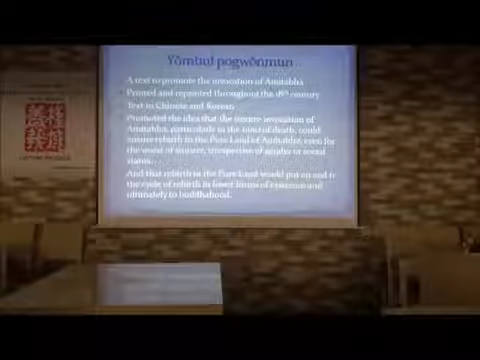 Yŏmbul pogwŏnmun
A text to promote the invocation of Amitabha
Printed and reprinted throughout the 18th century
Text in Chinese and Korean
Promoted the idea that the sincere invocation of
Amitabha, particularly in the time of death, could
ensure rebirth in the Pure Land of Amitabha, even for
the worst of sinners, irrespective of gender or social
status.
And that rebirth in the Pure Land would put an end to
the cycle of rebirth in lower forms of existence and
ultimately to buddhahood.